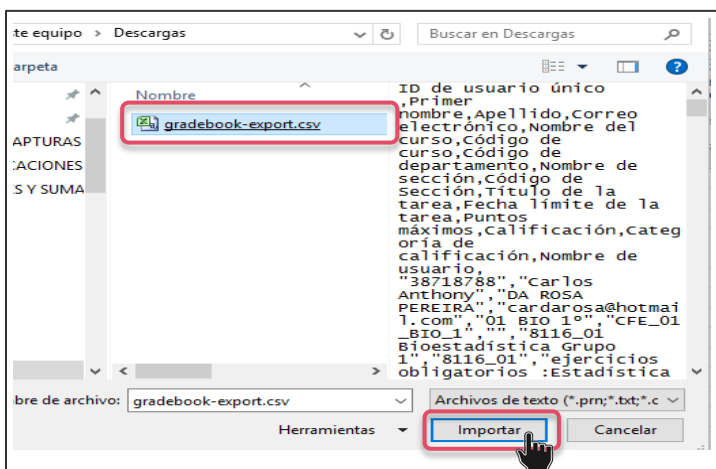 te equipo > Descargas
Buscar en Descargas
arpeta
Nombre
gradebook-export.csv
APTURAS
ACIONES
S Y SUMA
ID de usuario único
,Primer
nombre,Apellido,Correo
electrónico,Nombre del
curso,Código de
curso,Código de
departamento,Nombre de
sección,Código de
Sección,Título de la
tarea,Fecha límite de la
tarea,Puntos
máximos,Calificación,Categ
oría de
calificación,Nombre de
usuario,
"38718788","Carlos
Anthony","DA ROSA
PEREIRA","cardarosa@hotmai
l.com","01 BIO 1º","CFE_01
_BIO_1","","8116_01
Bioestadística Grupo
1","8116_01","ejercicios
obligatorios :Estadística
bre de archivo: gradebook-export.csv
Archivos de texto (*.prn;*.txt;*.c
Herramientas
Importar
Cancelar